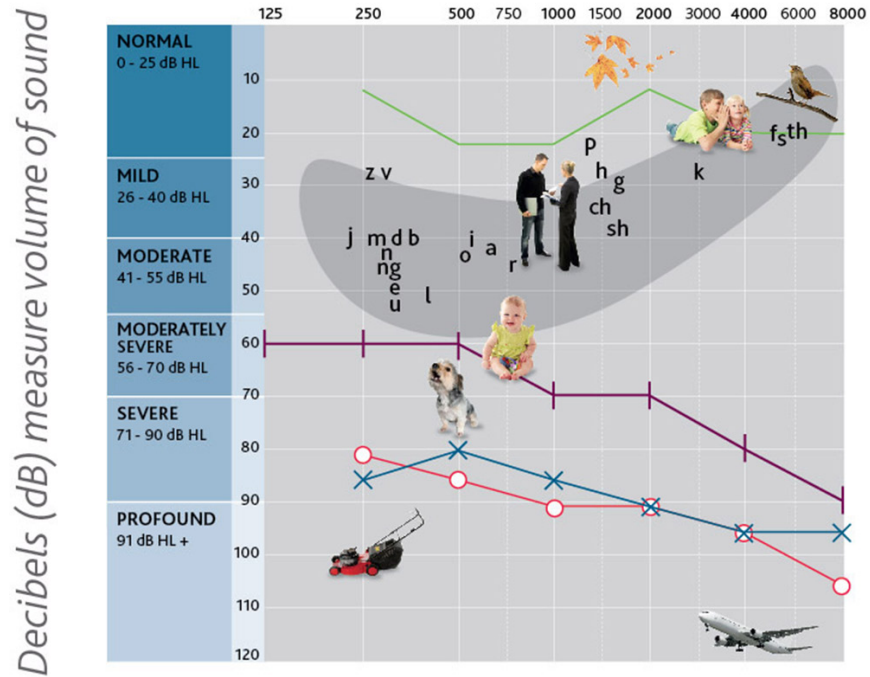 Decibels (dB) measure volume of sound
125 250 500 750 1000 1500 2000 3000 4000 6000 8000
NORMAL
0 - 25 dB HL
10
20
MILD
26 - 40 dB HL
30
40
MODERATE
41 - 55 dB HL
50
MODERATELY
SEVERE
56 - 70 dB HL
60
70
SEVERE
71 - 90 dB HL
80
90
PROFOUND
91 dB HL +
100
110
120
f s th
p
z v h k
g
ch
sh
j m d b i
n o a
ng r
e l
u